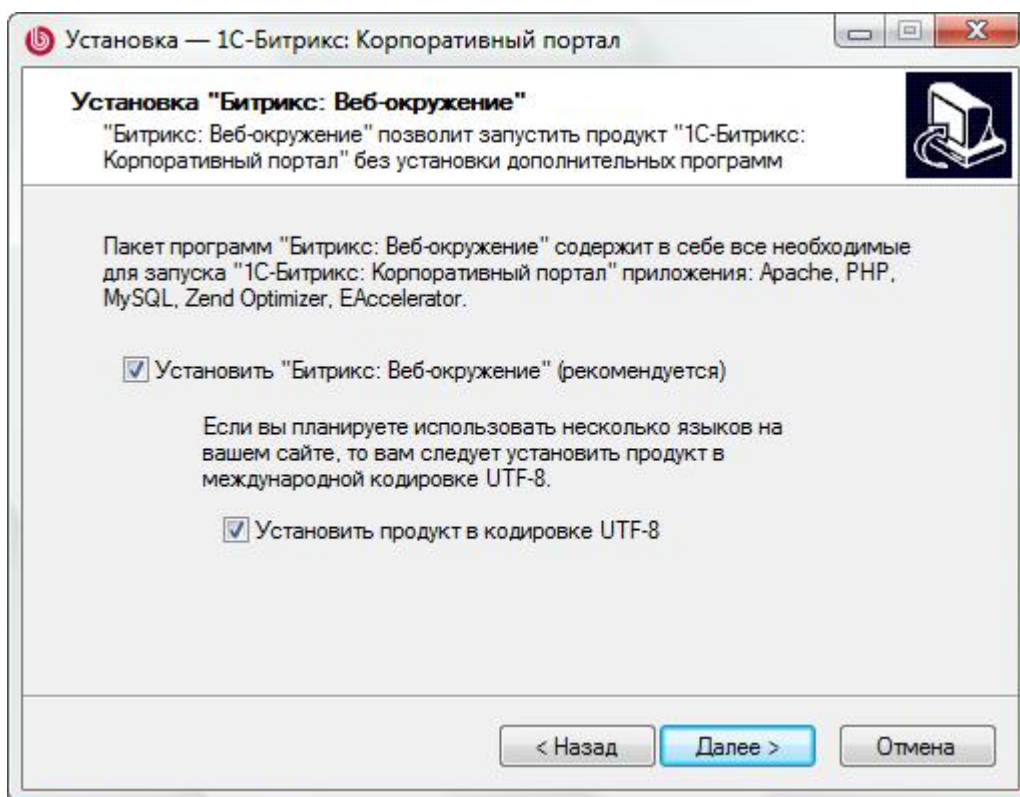 Установка — 1С-Битрикс: Корпоративный портал
Установка "Битрикс: Веб-окружение"
"Битрикс: Веб-окружение" позволит запустить продукт "1С-Битрикс:
Корпоративный портал" без установки дополнительных программ
Пакет программ "Битрикс: Веб-окружение" содержит в себе все необходимые
для запуска "1С-Битрикс: Корпоративный портал" приложения: Apache, PHP,
MySQL, Zend Optimizer, EAccelerator.
Установить "Битрикс: Веб-окружение" (рекомендуется)
Если вы планируете использовать несколько языков на
вашем сайте, то вам следует установить продукт в
международной кодировке UTF-8.
Установить продукт в кодировке UTF-8
< Назад
Далее >
Отмена